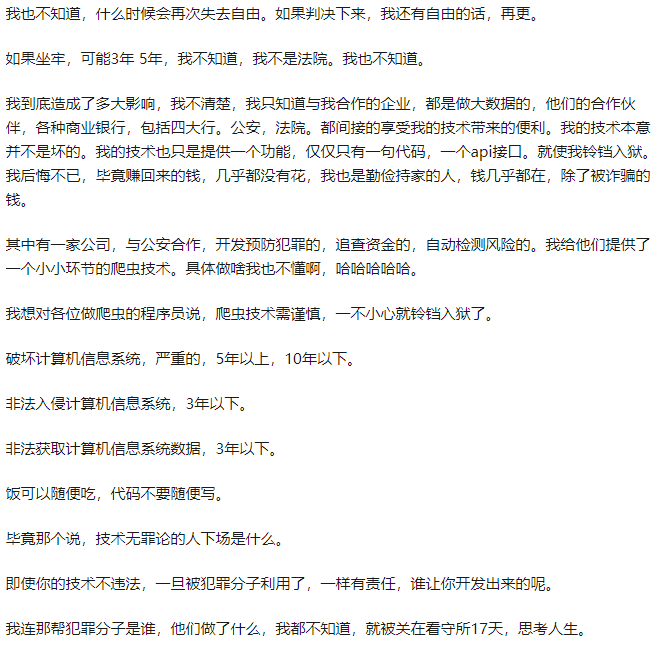 我也不知道，什么时候会再次失去自由。如果判决下来，我还有自由的话，再更。
如果坐牢，可能3年 5年，我不知道，我不是法院。我也不知道。
我到底造成了多大影响，我不清楚，我只知道与我合作的企业，都是做大数据的，他们的合作伙
伴，各种商业银行，包括四大行。公安，法院。都间接的享受我的技术带来的便利。我的技术本意
并不是坏的。我的技术也只是提供一个功能，仅仅只有一句代码，一个api接口。就使我铃铛入狱。
我后悔不已，毕竟赚回来的钱，几乎都没有花，我也是勤俭持家的人，钱几乎都在，除了被诈骗的
钱。
其中有一家公司，与公安合作，开发预防犯罪的，追查资金的，自动检测风险的。我给他们提供了
一个小小环节的爬虫技术。具体做啥我也不懂啊，哈哈哈哈哈。
我想对各位做爬虫的程序员说，爬虫技术需谨慎，一不小心就铃铛入狱了。
破坏计算机信息系统，严重的，5年以上，10年以下。
非法入侵计算机信息系统，3年以下。
非法获取计算机信息系统数据，3年以下。
饭可以随便吃，代码不要随便写。
毕竟那个说，技术无罪论的人下场是什么。
即使你的技术不违法，一旦被犯罪分子利用了，一样有责任，谁让你开发出来的呢。
我连那帮犯罪分子是谁，他们做了什么，我都不知道，就被关在看守所17天，思考人生。